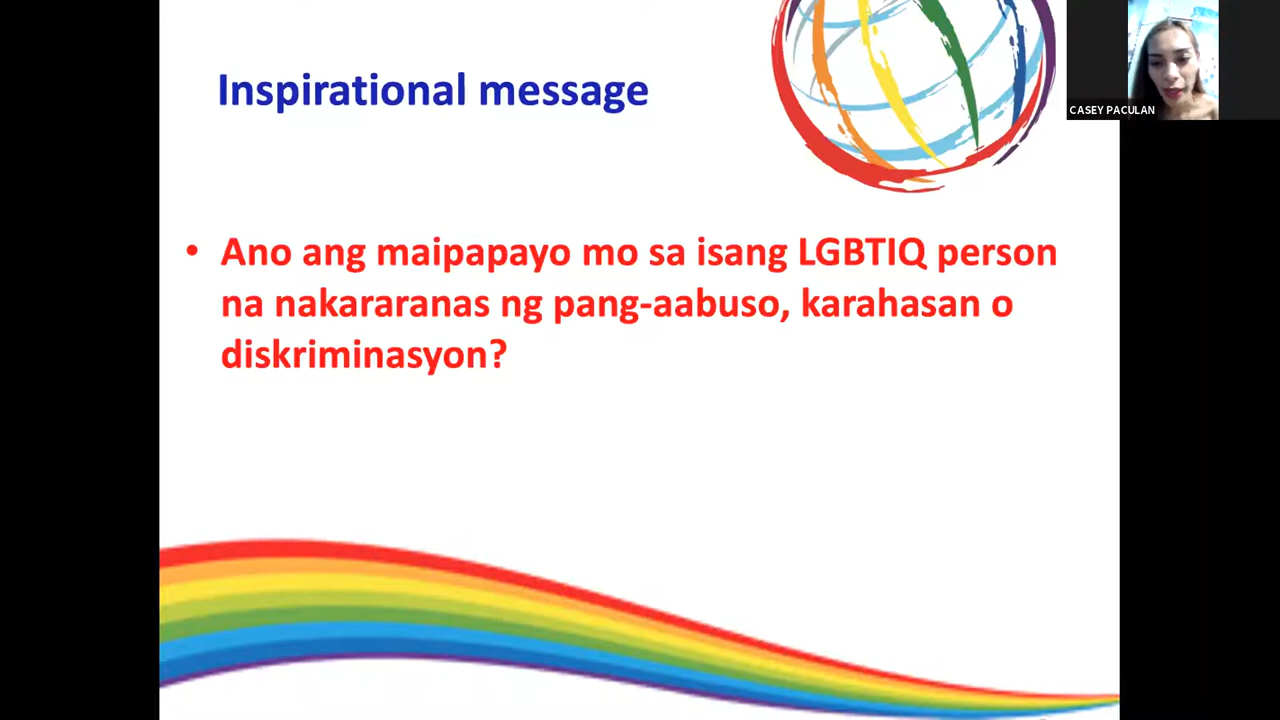 Inspirational message
CASEY PACULAN
• Ano ang maipapayo mo sa isang LGBTIQ person
na nakararanas ng pang-aabuso, karahasan o
diskriminasyon?